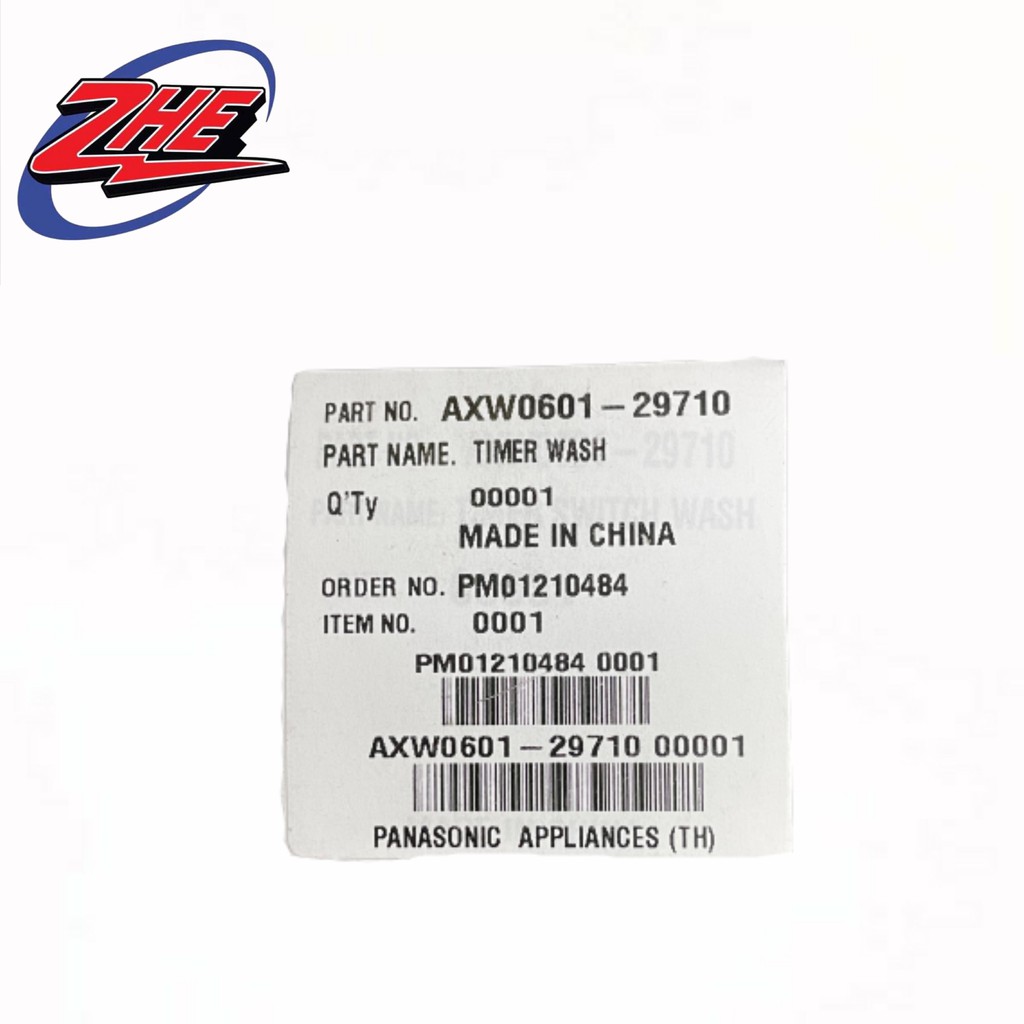 ZHE
PART NO. AXW0601-29710
PART NAME. TIMER WASH
Q'Ty 00001
MADE IN CHINA
ORDER NO. PM01210484
ITEM NO. 0001
PM01210484 0001
AXW0601-29710 00001
PANASONIC APPLIANCES (TH)